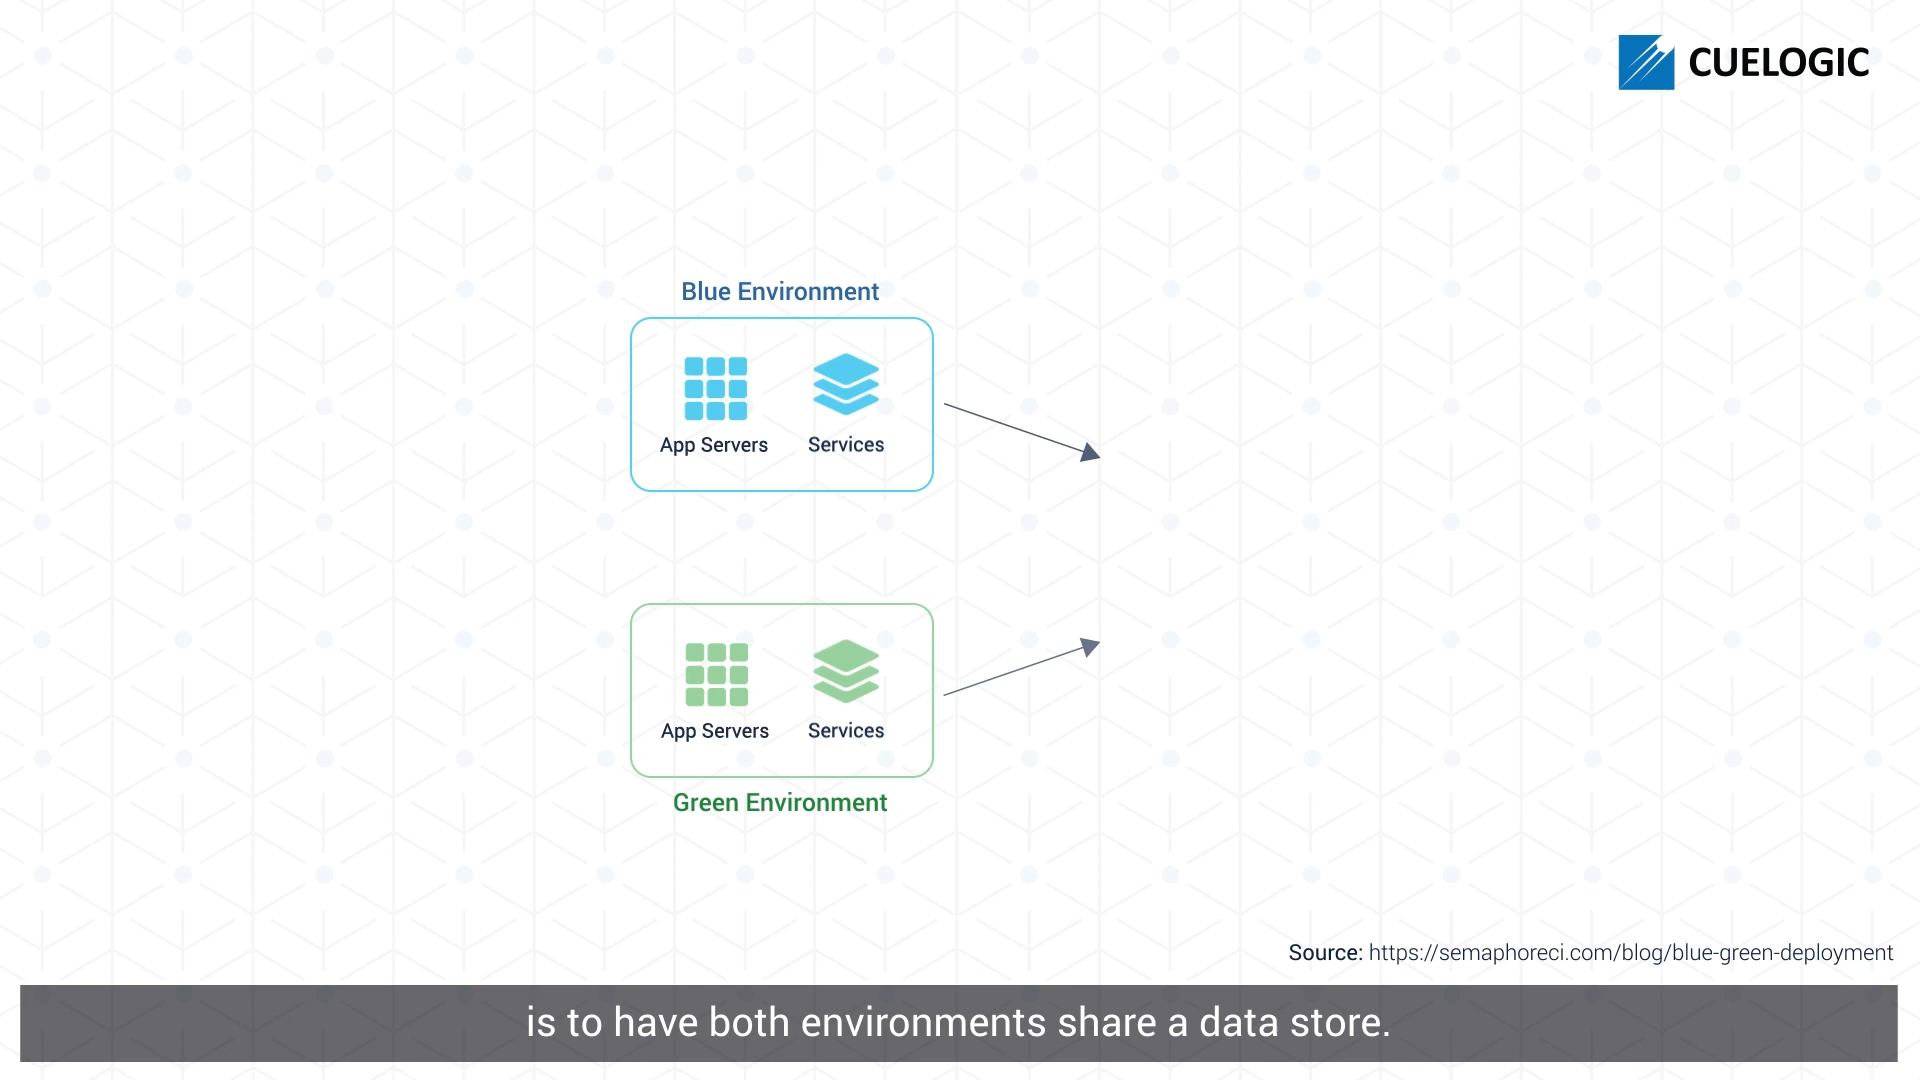 CUELOGIC
Blue Environment
App Servers Services
App Servers Services
Green Environment
Source: https://semaphoreci.com/blog/blue-green-deployment
is to have both environments share a data store.